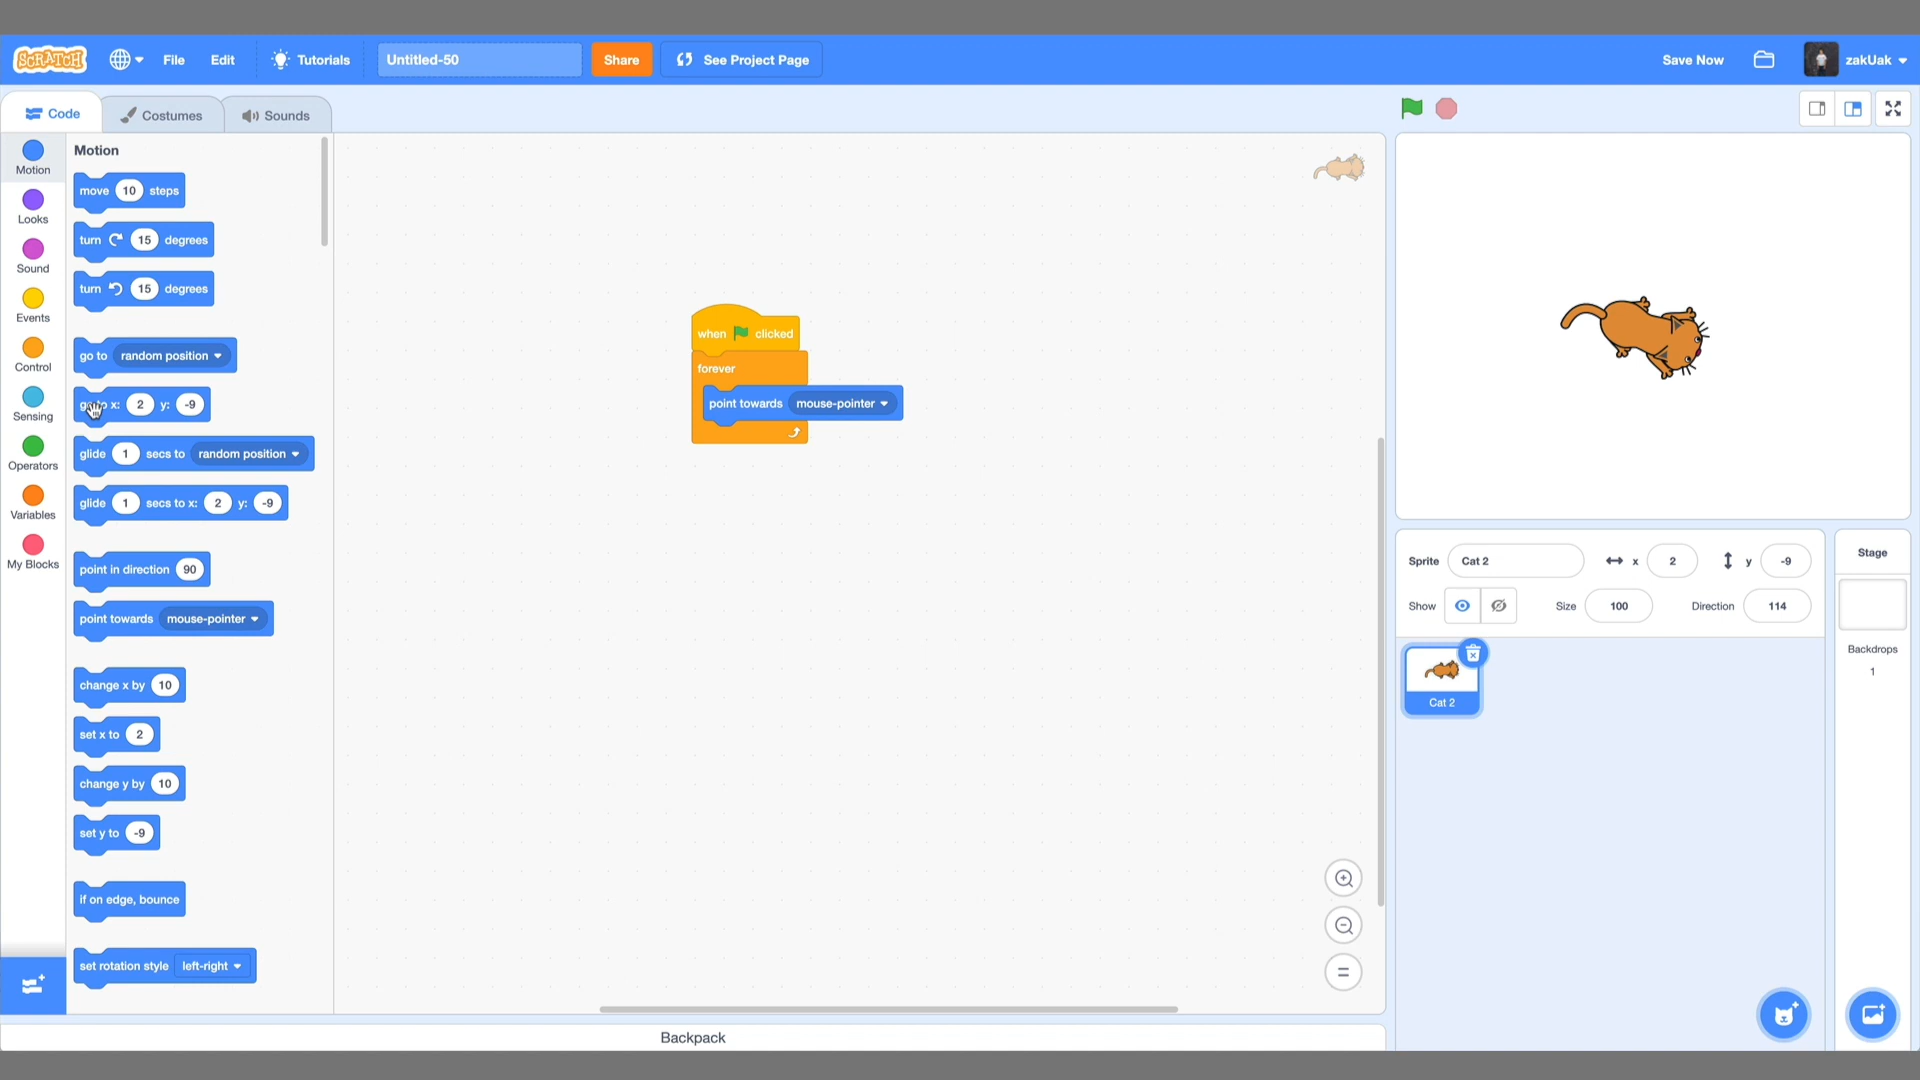 SCRATCH File Edit Tutorials Untitled-50 Share See Project Page Save Now zakUak
Code Costumes Sounds
Motion
Looks
Sound
Events
Control
Sensing
Operators
Variables
My Blocks
Motion
move 10 steps
turn 15 degrees
turn 15 degrees
go to random position
go to x: 2 y: -9
glide 1 secs to random position
glide 1 secs to x: 2 y: -9
point in direction 90
point towards mouse-pointer
change x by 10
set x to 2
change y by 10
set y to -9
if on edge, bounce
set rotation style left-right
when clicked
forever
point towards mouse-pointer
Sprite Cat 2 x 2 y -9
Show Size 100 Direction 114
Cat 2
Stage
Backdrops
1
Backpack